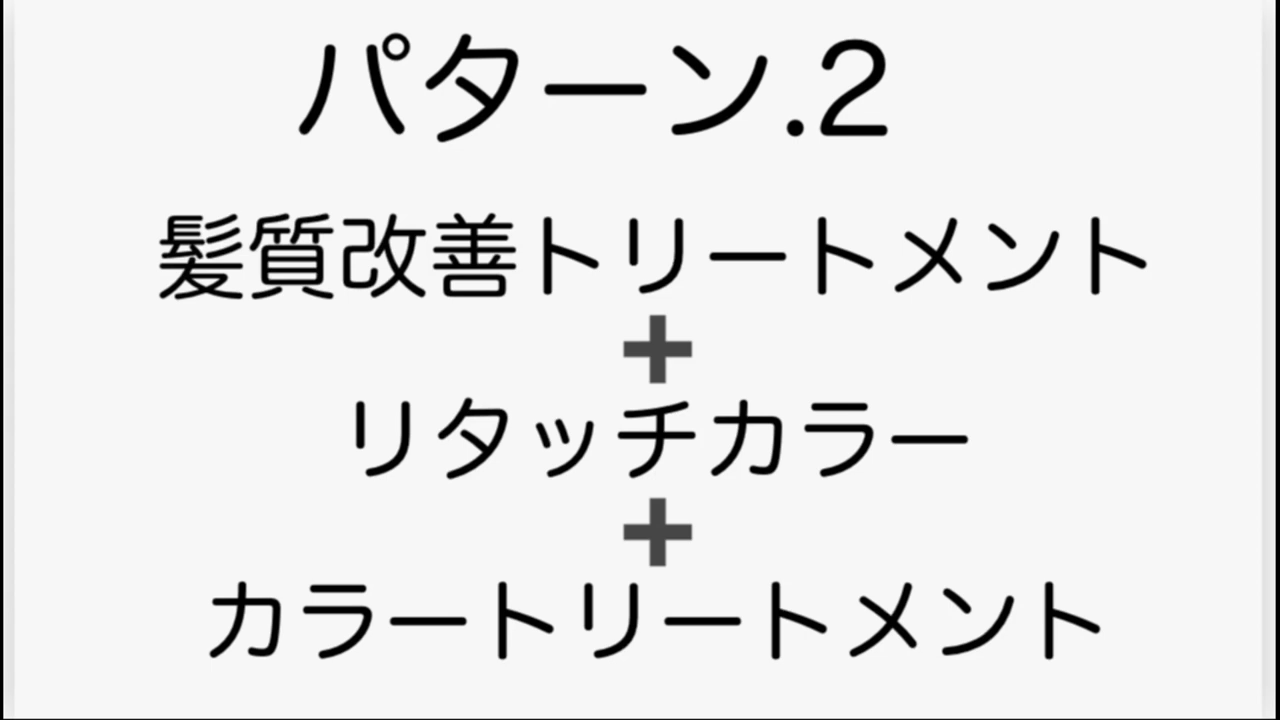 パターン.2
髪質改善トリートメント
+
リタッチカラー
+
カラートリートメント